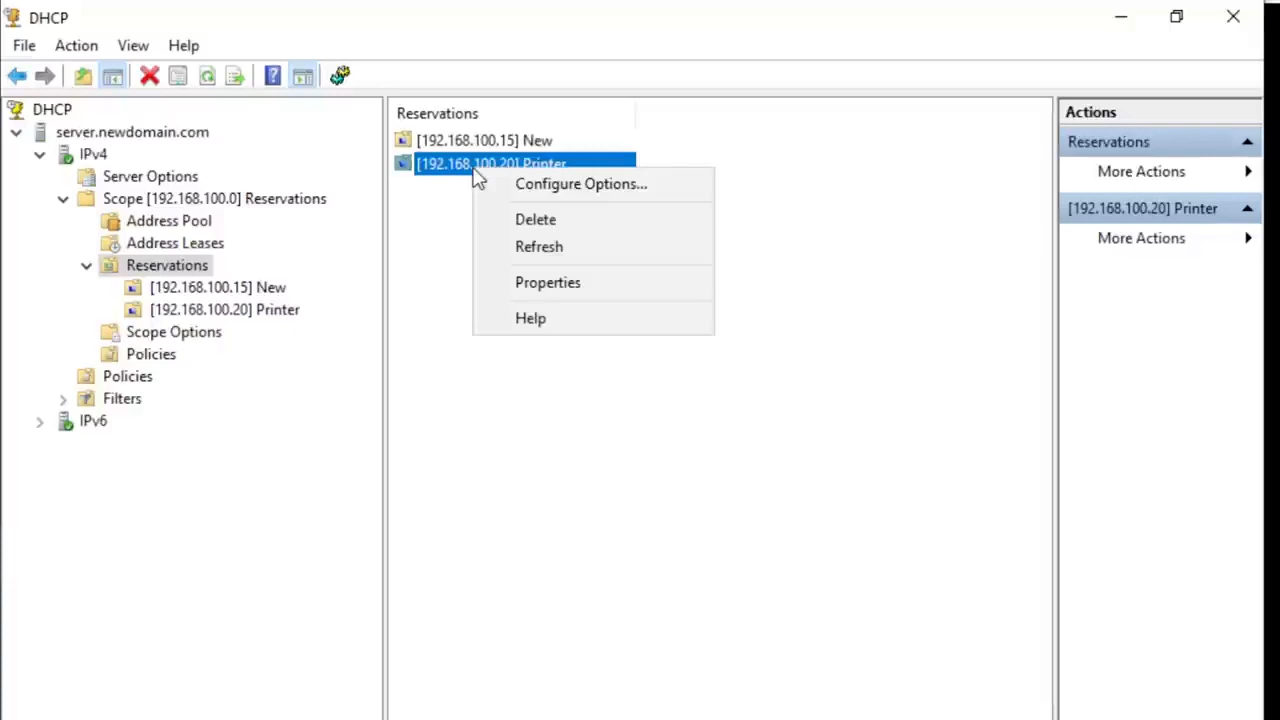 DHCP
File Action View Help
DHCP
server.newdomain.com
IPv4
Server Options
Scope [192.168.100.0] Reservations
Address Pool
Address Leases
Reservations
[192.168.100.15] New
[192.168.100.20] Printer
Scope Options
Policies
Policies
Filters
IPv6
Reservations
[192.168.100.15] New
[192.168.100.20] Printer
Configure Options...
Delete
Refresh
Properties
Help
Actions
Reservations
More Actions
[192.168.100.20] Printer
More Actions